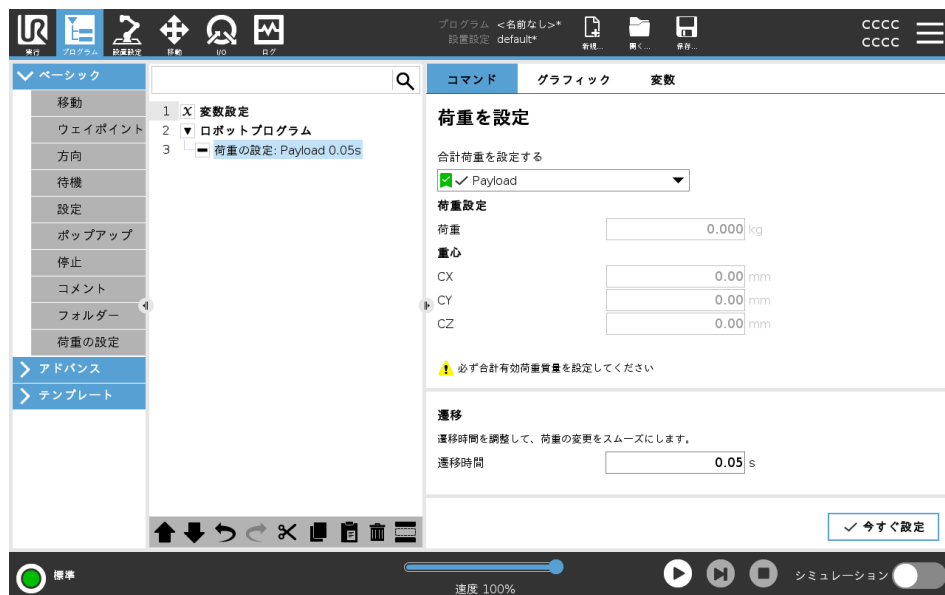 プログラム <名前なし>*
設置設定 default*
CCCC
CCCC
実行 プログラム 設置設定 移動 I/O ログ 新規... 開く... 保存...
ベーシック
移動
ウェイポイント
方向
待機
設定
ポップアップ
停止
コメント
フォルダー
荷重の設定
アドバンス
テンプレート
1 X 変数設定
2 ロボットプログラム
3 荷重の設定: Payload 0.05s
コマンド グラフィック 変数
荷重を設定
合計荷重を設定する
Payload
荷重設定
荷重 0.000 kg
重心
CX 0.00 mm
CY 0.00 mm
CZ 0.00 mm
必ず合計有効荷重質量を設定してください
遷移
遷移時間を調整して、荷重の変更をスムーズにします。
遷移時間 0.05 s
今すぐ設定
標準
速度 100%
シミュレーション